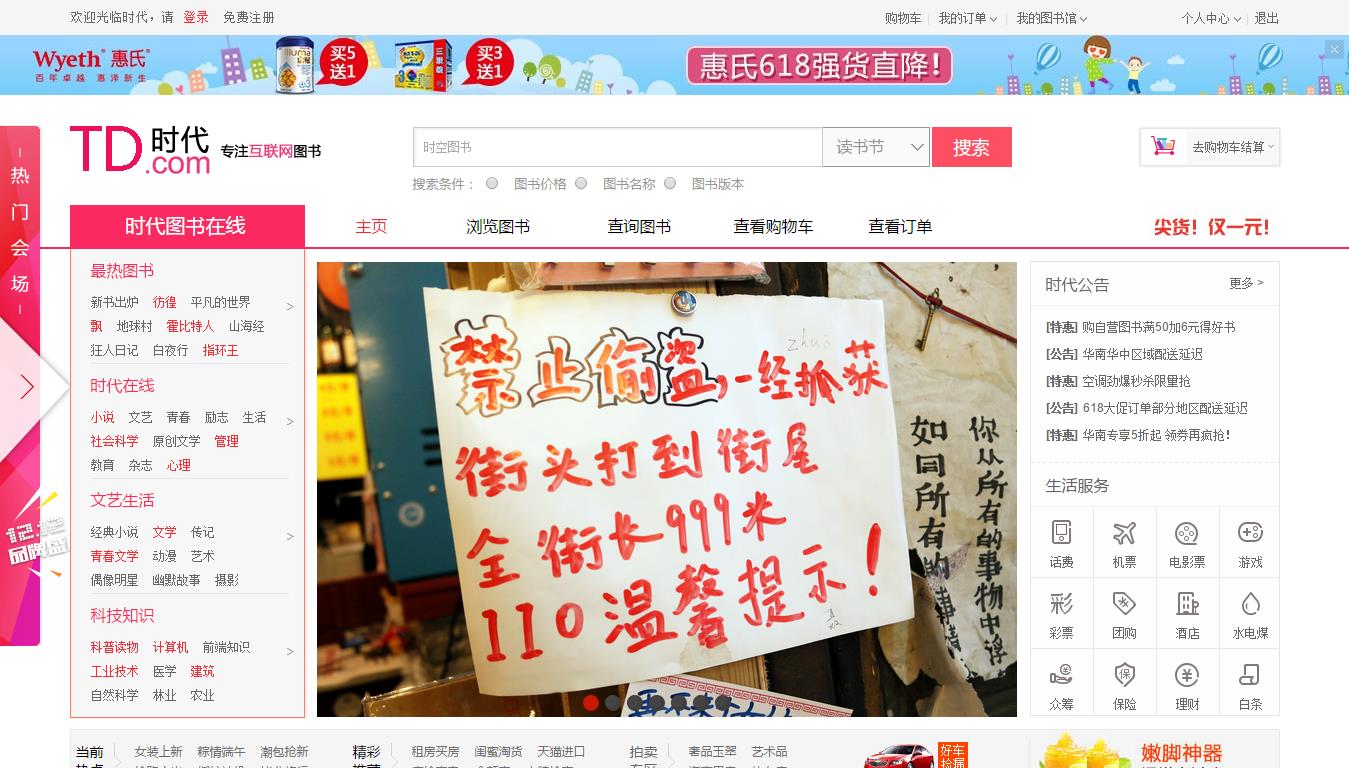 欢迎光临时代，请 登录 免费注册
购物车 我的订单 我的图书馆 个人中心 退出
Wyeth 惠氏
百年卓越 惠泽新生
illuma
买5送1
买3送1
惠氏618强货直降！
热门会场
TD时代.com
专注互联网图书
时空图书
读书节
搜索
搜索条件： 图书价格 图书名称 图书版本
去购物车结算
时代图书在线
主页 浏览图书 查询图书 查看购物车 查看订单
尖货！仅一元！
最热图书
新书出炉 彷徨 平凡的世界
飘 地球村 霍比特人 山海经
狂人日记 白夜行 指环王
>
时代在线
小说 文艺 青春 励志 生活
社会科学 原创文学 管理
教育 杂志 心理
>
文艺生活
经典小说 文学 传记
青春文学 动漫 艺术
偶像明星 幽默故事 摄影
>
科技知识
科普读物 计算机 前端知识
工业技术 医学 建筑
自然科学 林业 农业
>
12.12
品牌盛
zhuō
禁止偷盗，一经抓获
街头打到街尾
全街长999米
110温馨提示！
你从所有的事物中浮
如同所有的事情
时代公告
更多 >
[特惠] 购自营图书满50加6元得好书
[公告] 华南华中区域配送延迟
[特惠] 空调劲爆秒杀限量抢
[公告] 618大促订单部分地区配送延迟
[特惠] 华南专享5折起 领券再疯抢！
生活服务
话费 机票 电影票 游戏
彩票 团购 酒店 水电煤
众筹 保险 理财 白条
当前
女装上新 粽情端午 潮包抢新
精彩
租房买房 闺蜜淘货 天猫进口
拍卖
奢品玉翠 艺术品
好车
捡漏
嫩脚神器